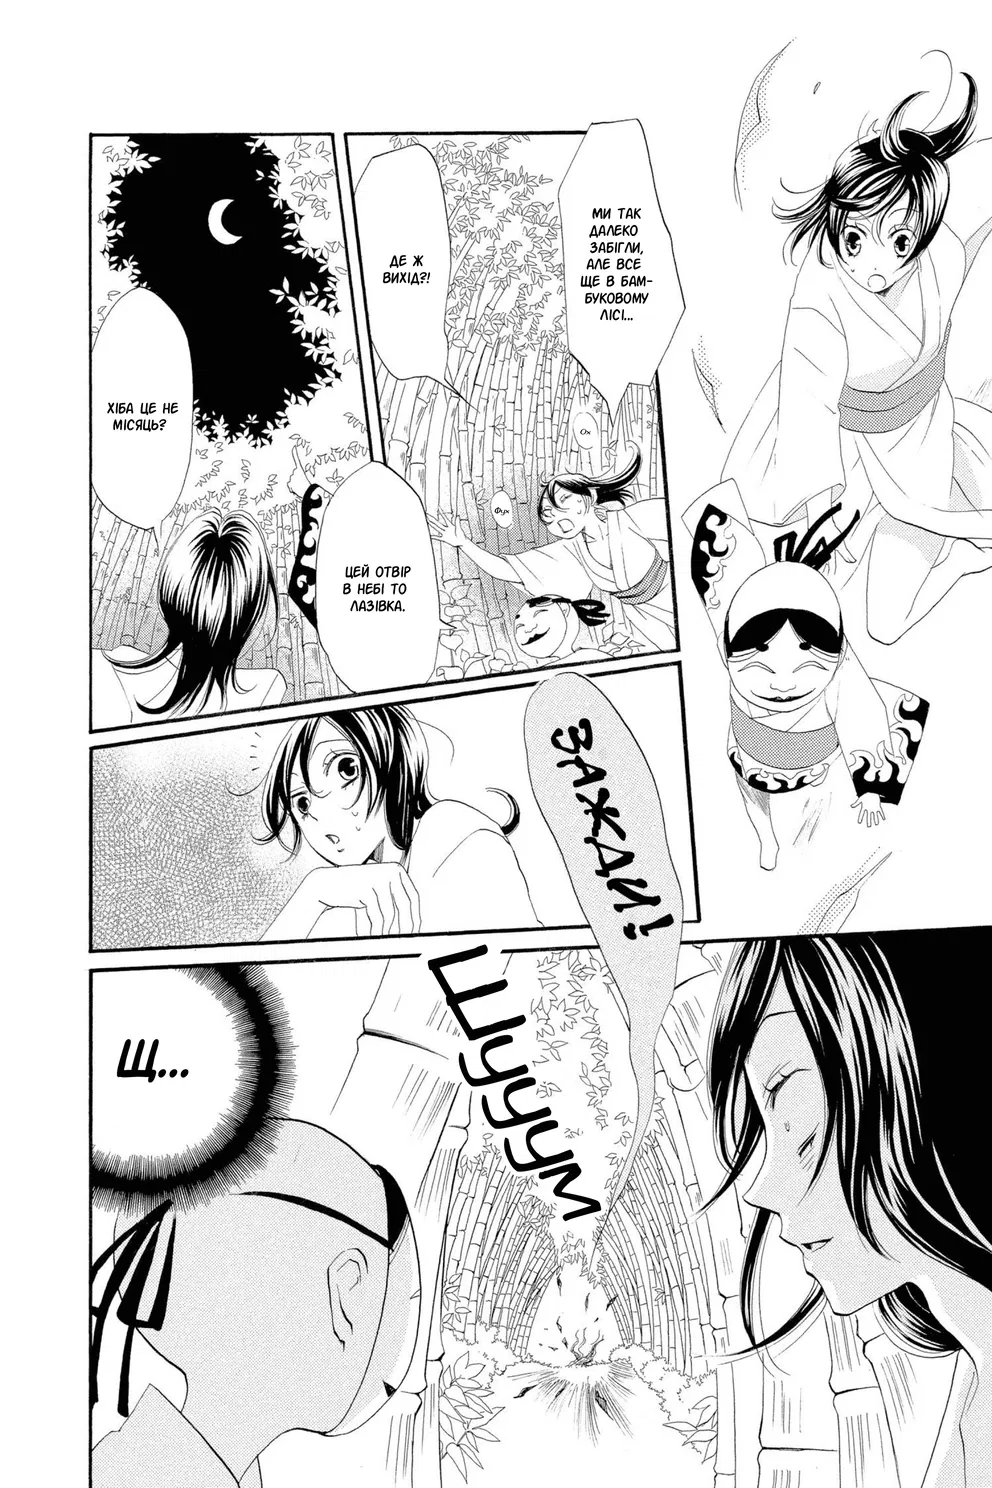 МИ ТАК
ДАЛЕКО
ЗАБІГЛИ,
АЛЕ ВСЕ
ЩЕ В БАМ-
БУКОВОМУ
ЛІСІ...
ДЕ Ж
ВИХІД?!
Ох
Фух
ЦЕЙ ОТВІР
В НЕБІ ТО
ЛАЗІВКА.
ХІБА ЦЕ НЕ
МІСЯЦЬ?
ЗАЖДИ!
ШУУУМ
Щ...